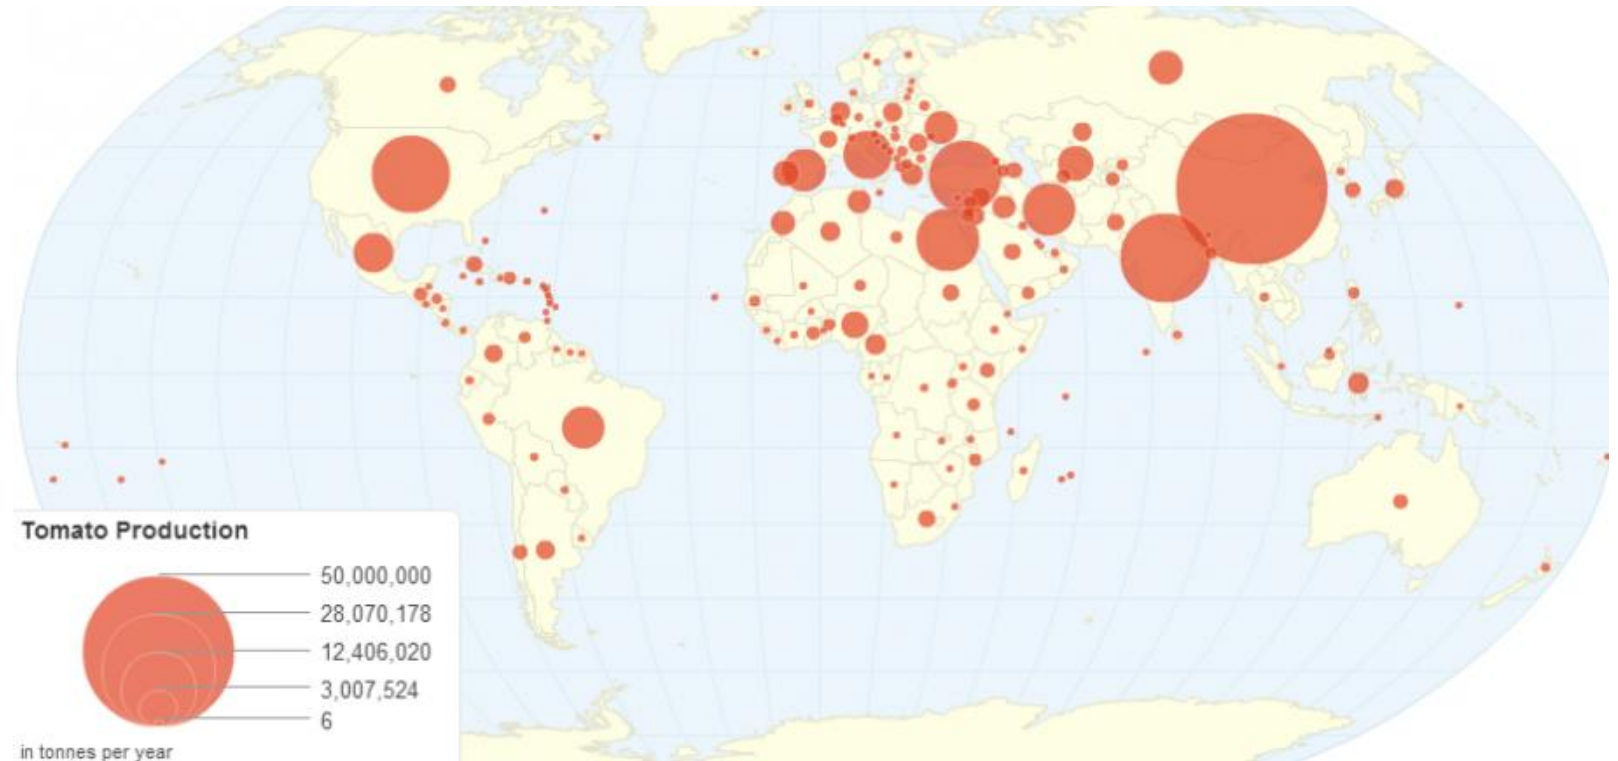 Tomato Production
50,000,000
28,070,178
12,406,020
3,007,524
6
in tonnes per year